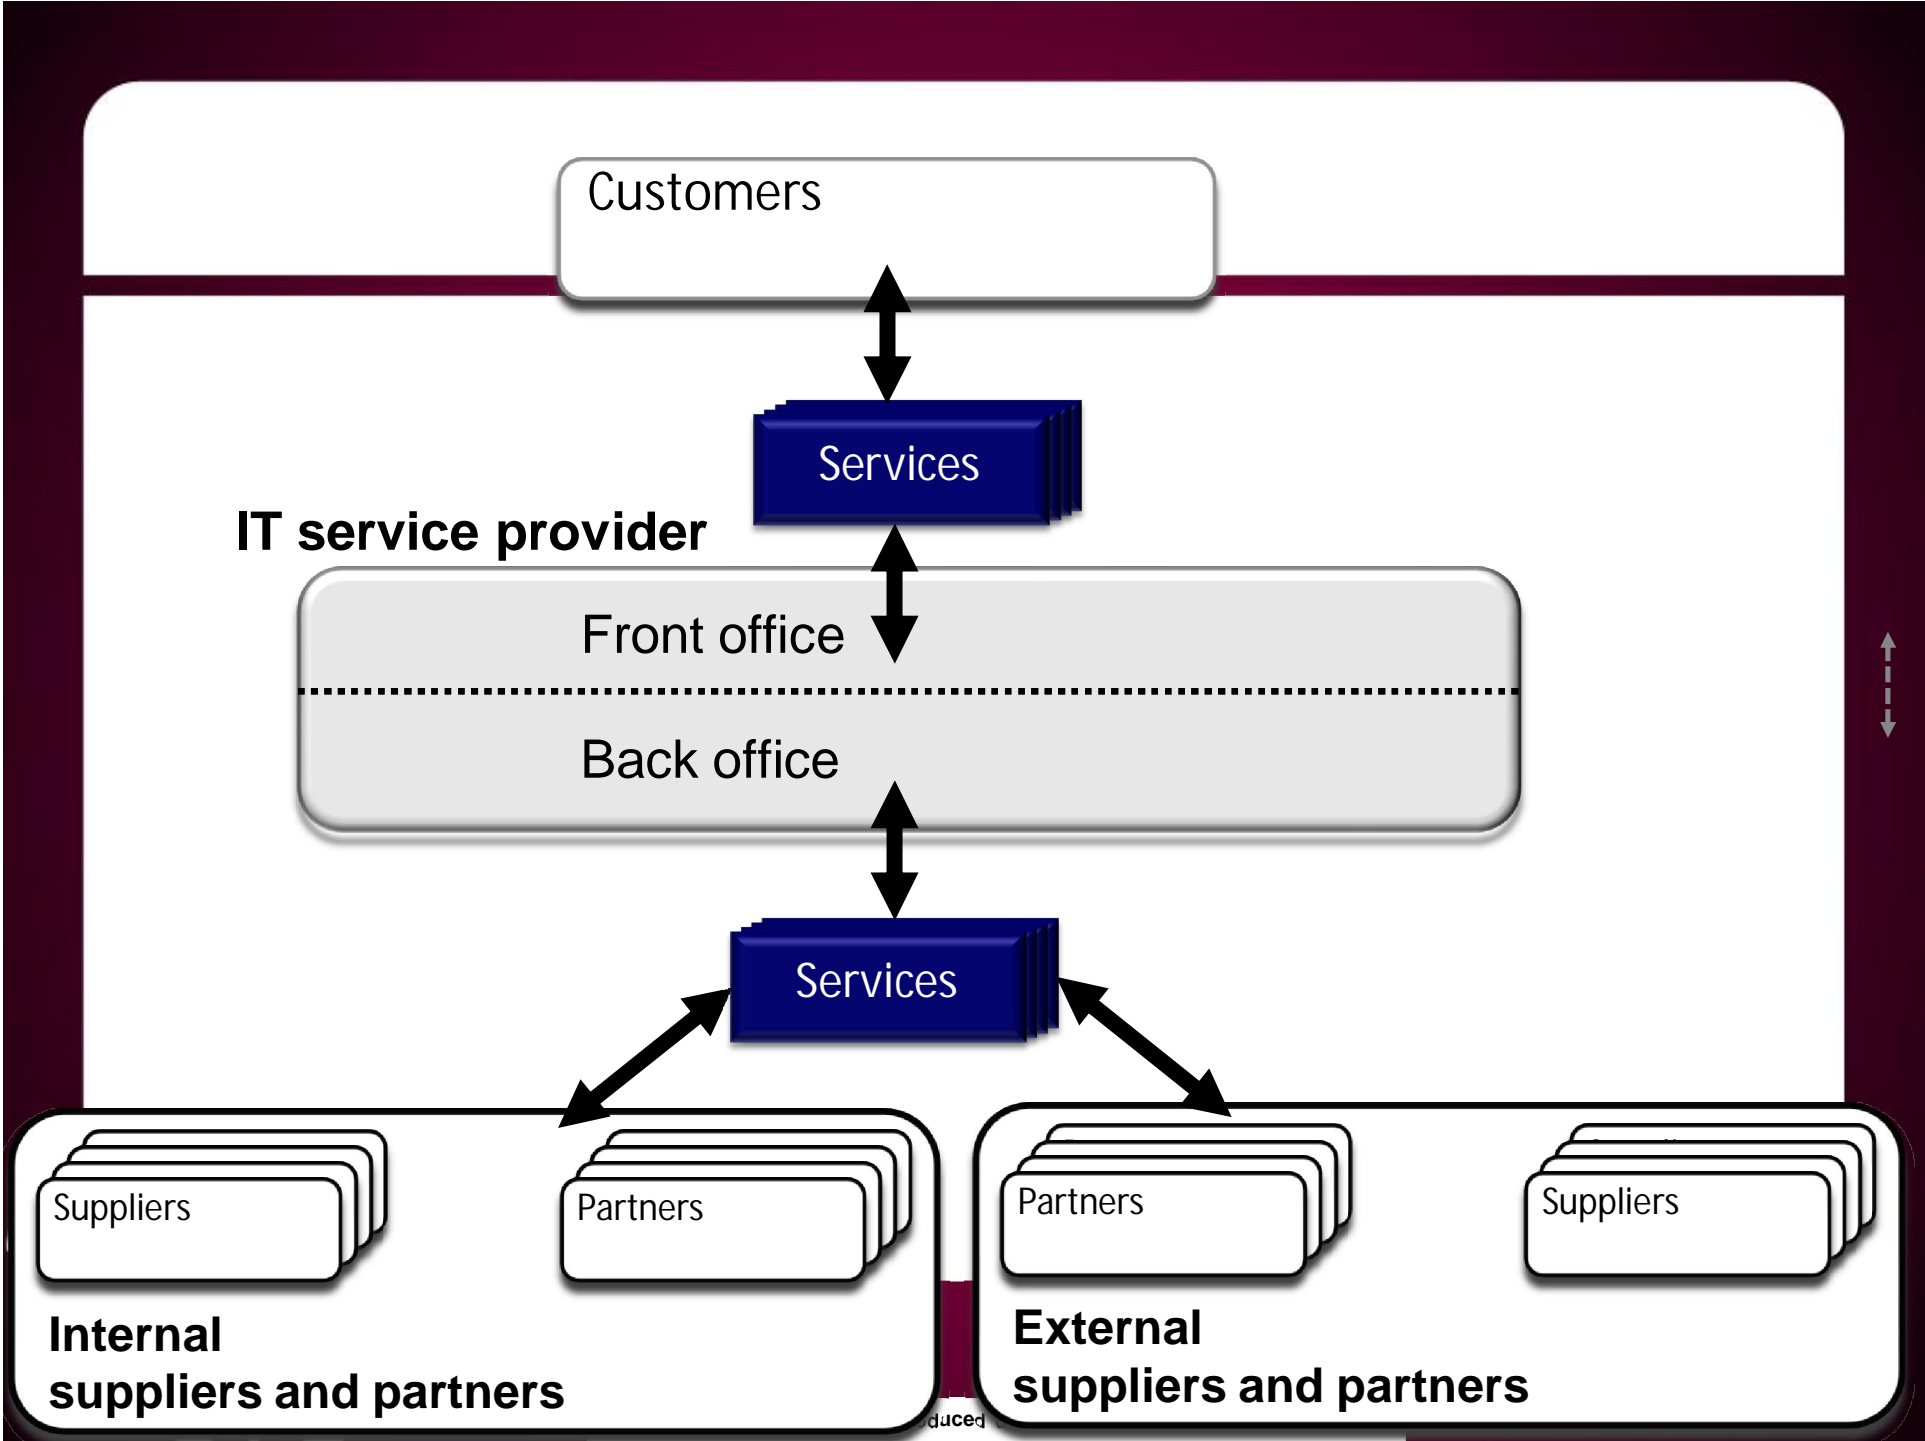 Customers
Services
IT service provider
Front office
Back office
Services
Suppliers
Partners
Partners
Suppliers
Internal
suppliers and partners
External
suppliers and partners